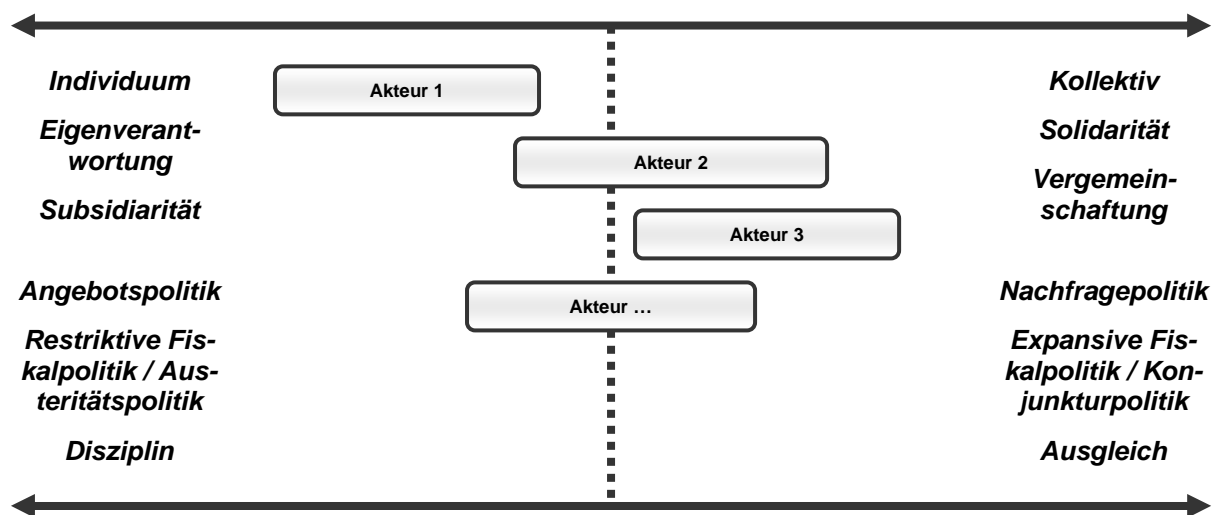 Individuum
Eigenverant-
wortung
Subsidiarität
Angebotspolitik
Restriktive Fis-
kalpolitik / Aus-
teritätspolitik
Disziplin
Akteur 1
Akteur 2
Akteur 3
Akteur …
Kollektiv
Solidarität
Vergemein-
schaftung
Nachfragepolitik
Expansive Fis-
kalpolitik / Kon-
junkturpolitik
Ausgleich